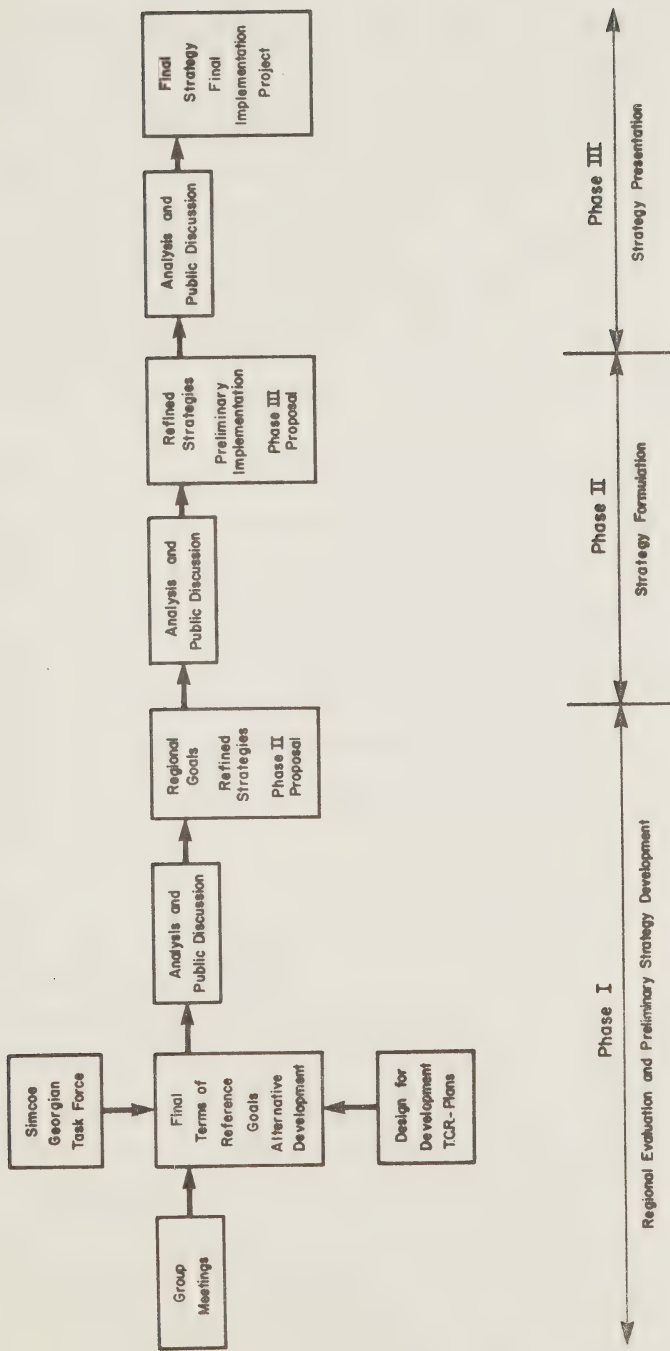 Group
Meetings
Simcoe
Georgian
Task Force
Final
Terms of
Reference
Goals
Alternative
Development
Design for
Development
T.C.R.-Plans
Analysis and
Public Discussion
Regional
Goals
Refined
Strategies
Phase II
Proposal
Analysis and
Public Discussion
Refined
Strategies
Preliminary
Implementation
Phase III
Proposal
Analysis and
Public Discussion
Final
Strategy
Final
Implementation
Project
Phase I
Regional Evaluation and Preliminary Strategy Development
Phase II
Strategy Formulation
Phase III
Strategy Presentation